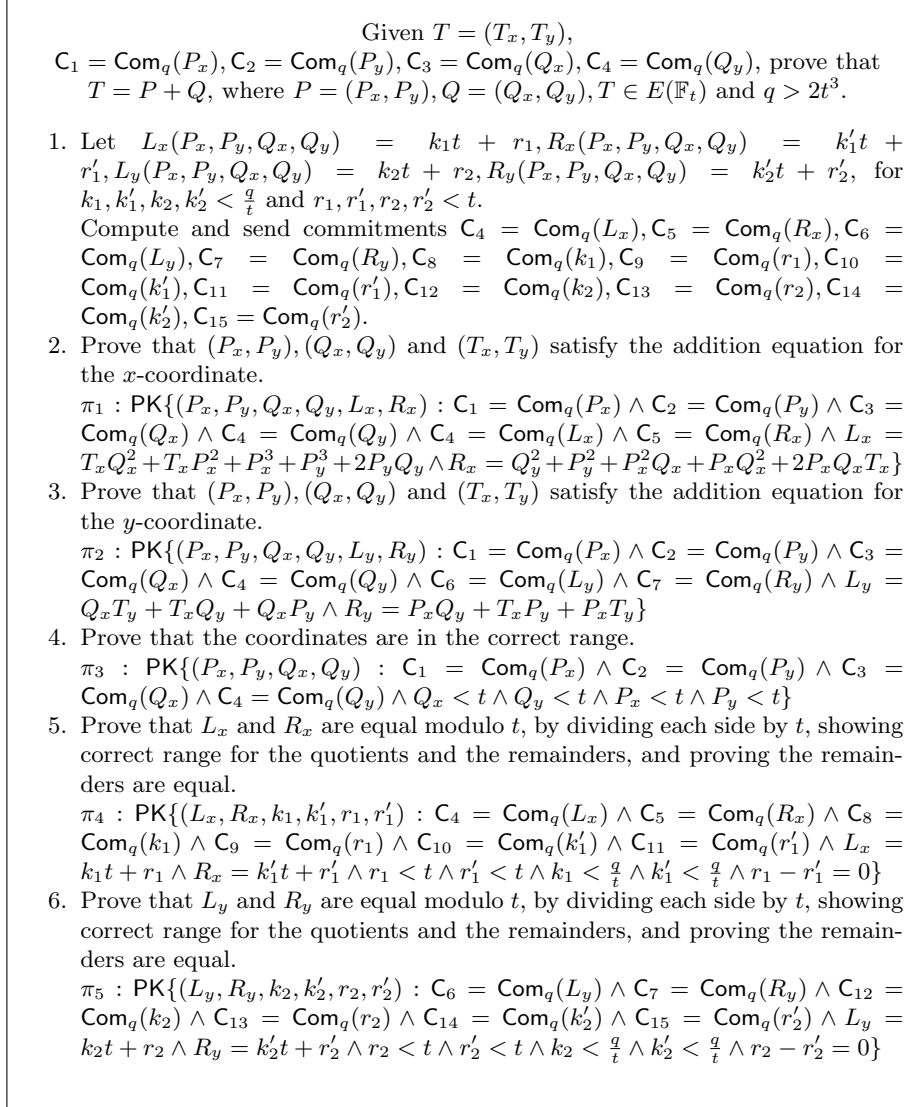 Given T = (T_x, T_y),
C_1 = Com_q(P_x), C_2 = Com_q(P_y), C_3 = Com_q(Q_x), C_4 = Com_q(Q_y), prove that
T = P + Q, where P = (P_x, P_y), Q = (Q_x, Q_y), T ∈ E(𝔽_t) and q > 2t^3.
1. Let L_x(P_x, P_y, Q_x, Q_y) = k_1t + r_1, R_x(P_x, P_y, Q_x, Q_y) = k'_1t +
r'_1, L_y(P_x, P_y, Q_x, Q_y) = k_2t + r_2, R_y(P_x, P_y, Q_x, Q_y) = k'_2t + r'_2, for
k_1, k'_1, k_2, k'_2 < q/t and r_1, r'_1, r_2, r'_2 < t.
Compute and send commitments C_4 = Com_q(L_x), C_5 = Com_q(R_x), C_6 =
Com_q(L_y), C_7 = Com_q(R_y), C_8 = Com_q(k_1), C_9 = Com_q(r_1), C_10 =
Com_q(k'_1), C_11 = Com_q(r'_1), C_12 = Com_q(k_2), C_13 = Com_q(r_2), C_14 =
Com_q(k'_2), C_15 = Com_q(r'_2).
2. Prove that (P_x, P_y), (Q_x, Q_y) and (T_x, T_y) satisfy the addition equation for
the x-coordinate.
π_1 : PK{(P_x, P_y, Q_x, Q_y, L_x, R_x) : C_1 = Com_q(P_x) ∧ C_2 = Com_q(P_y) ∧ C_3 =
Com_q(Q_x) ∧ C_4 = Com_q(Q_y) ∧ C_4 = Com_q(L_x) ∧ C_5 = Com_q(R_x) ∧ L_x =
T_xQ_x^2 + T_xP_x^2 + P_x^3 + P_y^3 + 2P_yQ_y ∧ R_x = Q_y^2 + P_y^2 + P_x^2Q_x + P_xQ_x^2 + 2P_xQ_xT_x}
3. Prove that (P_x, P_y), (Q_x, Q_y) and (T_x, T_y) satisfy the addition equation for
the y-coordinate.
π_2 : PK{(P_x, P_y, Q_x, Q_y, L_y, R_y) : C_1 = Com_q(P_x) ∧ C_2 = Com_q(P_y) ∧ C_3 =
Com_q(Q_x) ∧ C_4 = Com_q(Q_y) ∧ C_6 = Com_q(L_y) ∧ C_7 = Com_q(R_y) ∧ L_y =
Q_xT_y + T_xQ_y + Q_xP_y ∧ R_y = P_xQ_y + T_xP_y + P_xT_y}
4. Prove that the coordinates are in the correct range.
π_3 : PK{(P_x, P_y, Q_x, Q_y) : C_1 = Com_q(P_x) ∧ C_2 = Com_q(P_y) ∧ C_3 =
Com_q(Q_x) ∧ C_4 = Com_q(Q_y) ∧ Q_x < t ∧ Q_y < t ∧ P_x < t ∧ P_y < t}
5. Prove that L_x and R_x are equal modulo t, by dividing each side by t, showing
correct range for the quotients and the remainders, and proving the remain-
ders are equal.
π_4 : PK{(L_x, R_x, k_1, k'_1, r_1, r'_1) : C_4 = Com_q(L_x) ∧ C_5 = Com_q(R_x) ∧ C_8 =
Com_q(k_1) ∧ C_9 = Com_q(r_1) ∧ C_10 = Com_q(k'_1) ∧ C_11 = Com_q(r'_1) ∧ L_x =
k_1t + r_1 ∧ R_x = k'_1t + r'_1 ∧ r_1 < t ∧ r'_1 < t ∧ k_1 < q/t ∧ k'_1 < q/t ∧ r_1 − r'_1 = 0}
6. Prove that L_y and R_y are equal modulo t, by dividing each side by t, showing
correct range for the quotients and the remainders, and proving the remain-
ders are equal.
π_5 : PK{(L_y, R_y, k_2, k'_2, r_2, r'_2) : C_6 = Com_q(L_y) ∧ C_7 = Com_q(R_y) ∧ C_12 =
Com_q(k_2) ∧ C_13 = Com_q(r_2) ∧ C_14 = Com_q(k'_2) ∧ C_15 = Com_q(r'_2) ∧ L_y =
k_2t + r_2 ∧ R_y = k'_2t + r'_2 ∧ r_2 < t ∧ r'_2 < t ∧ k_2 < q/t ∧ k'_2 < q/t ∧ r_2 − r'_2 = 0}